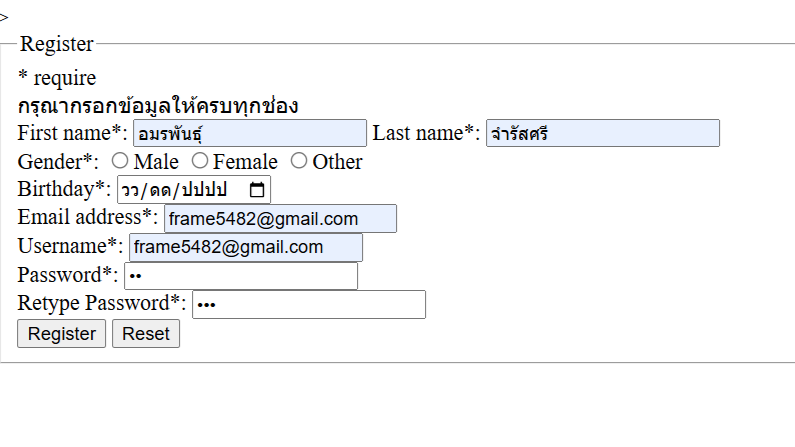 >
Register
* require
กรุณากรอกข้อมูลให้ครบทุกช่อง
First name*: อมรพันธุ์ Last name*: จำรัสศรี
Gender*: Male Female Other
Birthday*: วว/ดด/ปปปป
Email address*: frame5482@gmail.com
Username*: frame5482@gmail.com
Password*: ••
Retype Password*: •••
Register Reset